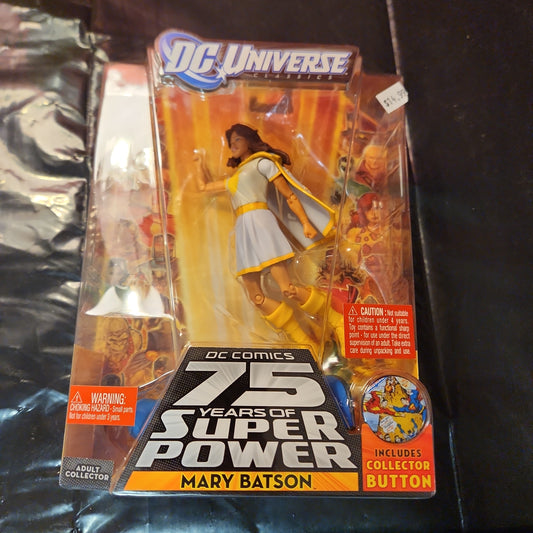 DC UNIVERSE
CLASSICS
$14.99
CAUTION : Not suitable
for children under 4 years.
Toy contains a functional sharp
point - for use under the direct
supervision of an adult. Take extra
care during unpacking and use.
DC COMICS
75
YEARS OF
SUPER
POWER
MARY BATSON
WARNING:
CHOKING HAZARD - Small parts.
Not for children under 3 years.
ADULT
COLLECTOR
INCLUDES
COLLECTOR
BUTTON